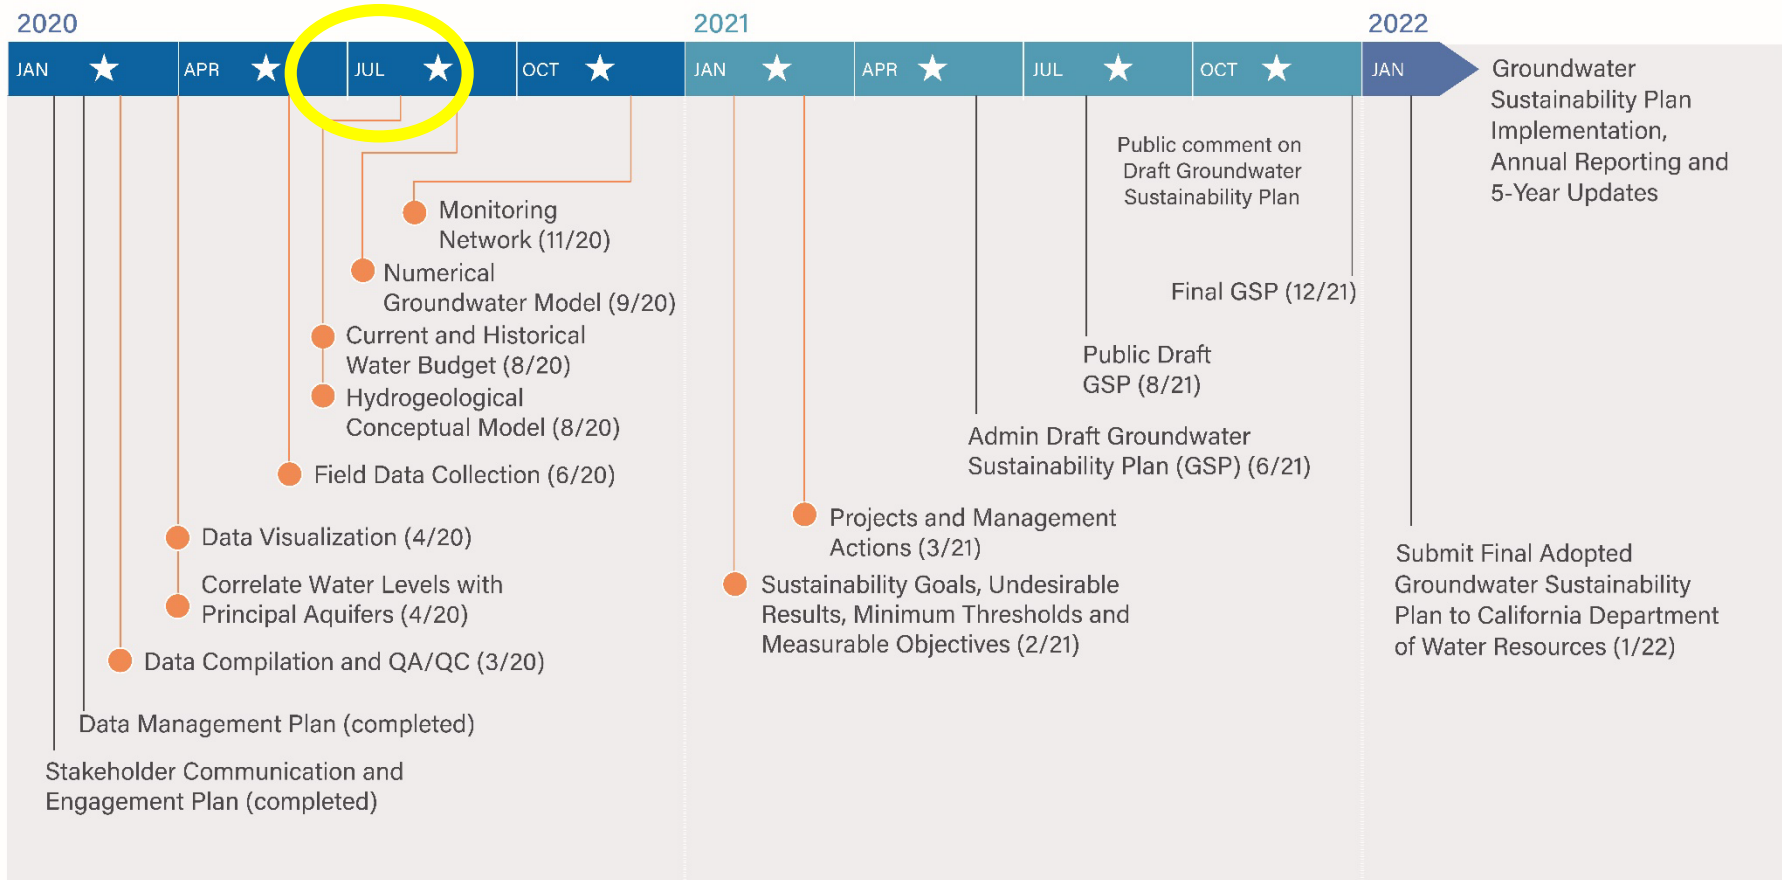 2020
2021
2022
JAN
APR
JUL
OCT
JAN
APR
JUL
OCT
JAN
Groundwater
Sustainability Plan
Implementation,
Annual Reporting and
5-Year Updates
Public comment on
Draft Groundwater
Sustainability Plan
Monitoring
Network (11/20)
Numerical
Groundwater Model (9/20)
Current and Historical
Water Budget (8/20)
Hydrogeological
Conceptual Model (8/20)
Field Data Collection (6/20)
Data Visualization (4/20)
Correlate Water Levels with
Principal Aquifers (4/20)
Data Compilation and QA/QC (3/20)
Data Management Plan (completed)
Stakeholder Communication and
Engagement Plan (completed)
Final GSP (12/21)
Public Draft
GSP (8/21)
Admin Draft Groundwater
Sustainability Plan (GSP) (6/21)
Projects and Management
Actions (3/21)
Sustainability Goals, Undesirable
Results, Minimum Thresholds and
Measurable Objectives (2/21)
Submit Final Adopted
Groundwater Sustainability
Plan to California Department
of Water Resources (1/22)